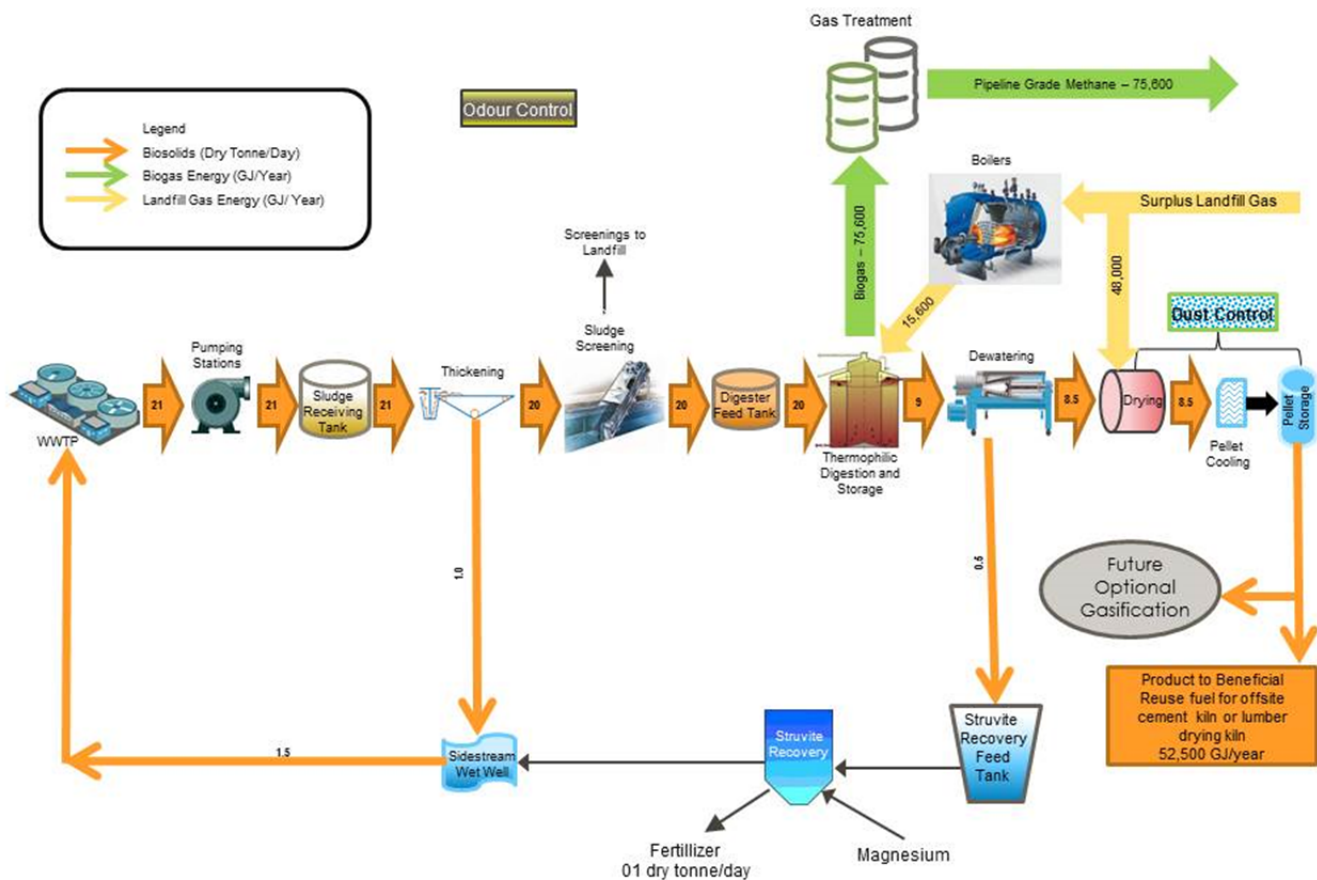 Gas Treatment
Pipeline Grade Methane – 75,600
Odour Control
Legend
Biosolids (Dry Tonne/Day)
Biogas Energy (GJ/Year)
Landfill Gas Energy (GJ/ Year)
Boilers
Surplus Landfill Gas
Biogas – 75,600
48,000
15,600
Screenings to
Landfill
Dust Control
Pumping
Stations
Thickening
Sludge
Screening
Dewatering
WWTP
21
21
Sludge
Receiving
Tank
21
20
20
Digester
Feed Tank
20
9
8.5
Drying
8.5
Pellet
Storage
Pellet
Cooling
Thermophilic
Digestion and
Storage
1.0
0.5
Future
Optional
Gasification
Product to Beneficial
Reuse fuel for offsite
cement kiln or lumber
drying kiln
52,500 GJ/year
Struvite
Recovery
Feed
Tank
Struvite
Recovery
Sidestream
Wet Well
1.5
Fertillizer
01 dry tonne/day
Magnesium